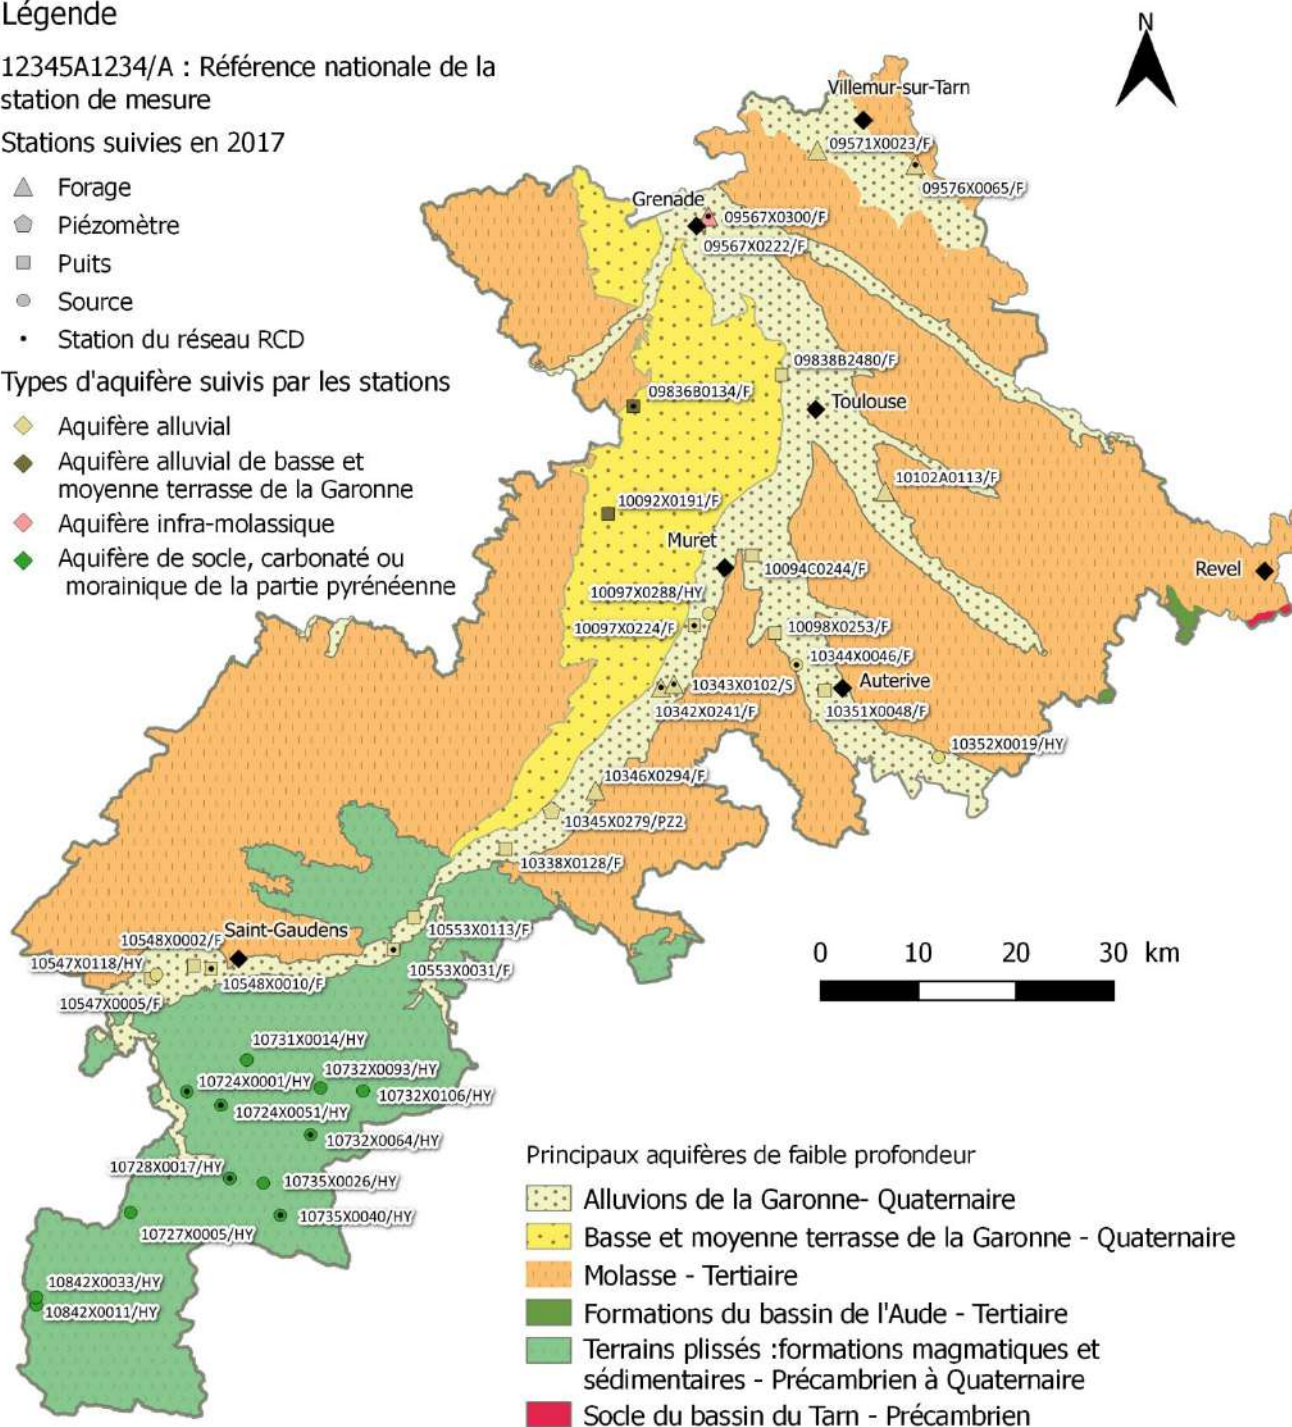 Légende
12345A1234/A : Référence nationale de la
station de mesure
Stations suivies en 2017
Forage
Piézomètre
Puits
Source
Station du réseau RCD
Types d'aquifère suivis par les stations
Aquifère alluvial
Aquifère alluvial de basse et
moyenne terrasse de la Garonne
Aquifère infra-molassique
Aquifère de socle, carbonaté ou
morainique de la partie pyrénéenne
N
Villemur-sur-Tarn
09571X0023/F
09576X0065/F
Grenade
09567X0300/F
09567X0222/F
09838B2480/F
09836B0134/F
Toulouse
10102A0113/F
10092X0191/F
Muret
10094C0244/F
Revel
10097X0288/HY
10097X0224/F
10098X0253/F
10344X0046/F
10343X0102/S
Auterive
10342X0241/F
10351X0048/F
10352X0019/HY
10346X0294/F
10345X0279/PZ2
10338X0128/F
Saint-Gaudens
10553X0113/F
10548X0002/F
10547X0118/HY
10553X0031/F
10548X0010/F
10547X0005/F
0 10 20 30 km
10731X0014/HY
10732X0093/HY
10724X0001/HY
10732X0106/HY
10724X0051/HY
10732X0064/HY
10728X0017/HY
10735X0026/HY
10735X0040/HY
10727X0005/HY
10842X0033/HY
10842X0011/HY
Principaux aquifères de faible profondeur
Alluvions de la Garonne- Quaternaire
Basse et moyenne terrasse de la Garonne - Quaternaire
Molasse - Tertiaire
Formations du bassin de l'Aude - Tertiaire
Terrains plissés :formations magmatiques et
sédimentaires - Précambrien à Quaternaire
Socle du bassin du Tarn - Précambrien